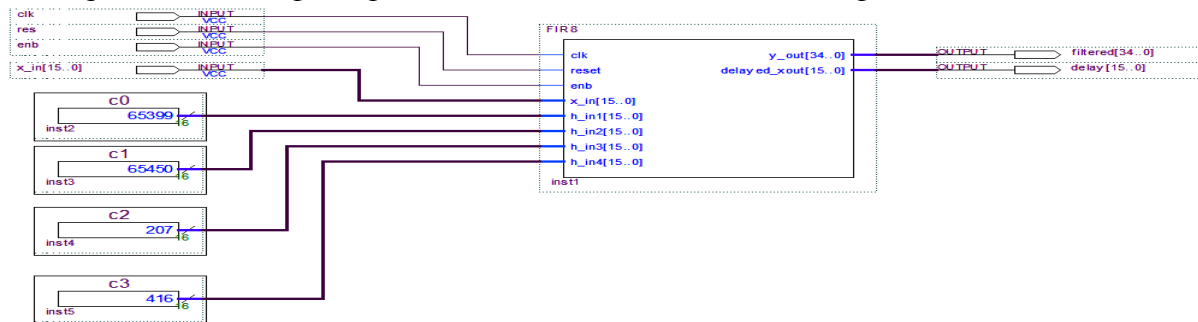 clk INPUT VCC
res INPUT VCC
enb INPUT VCC
x_in[15..0] INPUT VCC
FIR8
clk
reset
enb
x_in[15..0]
h_in1[15..0]
h_in2[15..0]
h_in3[15..0]
h_in4[15..0]
y_out[34..0]
delayed_xout[15..0]
inst1
OUTPUT filtered[34..0]
OUTPUT delay[15..0]
c0
65399 16
inst2
c1
65450 16
inst3
c2
207 16
inst4
c3
416 16
inst5